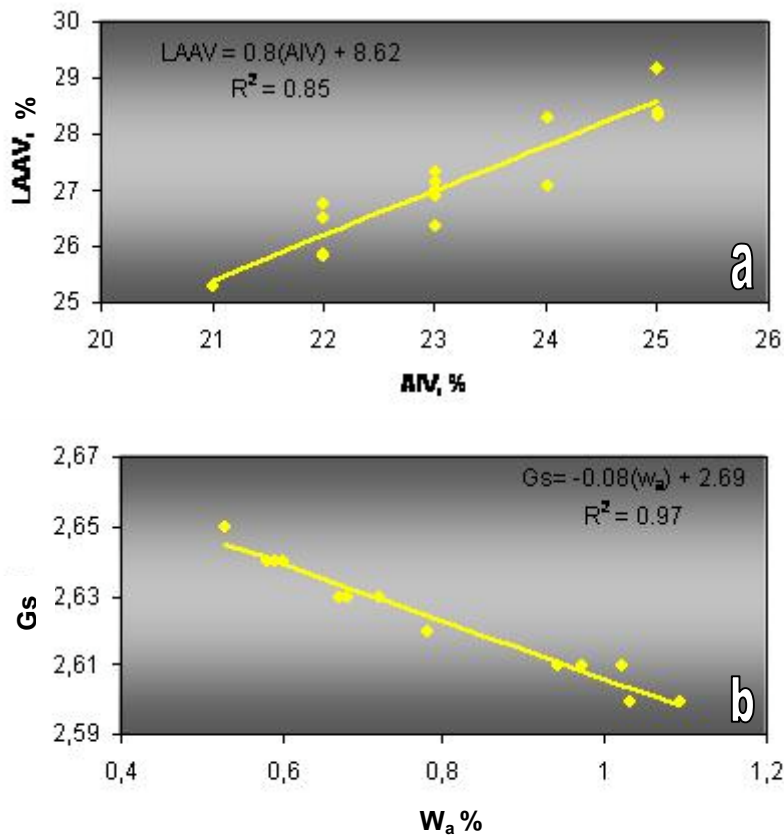 30
29
28
27
26
25
LAAV, %
LAAV = 0.8(AIV) + 8.62
R² = 0.85
a
20 21 22 23 24 25 26
AIV, %
2,67
2,65
2,63
2,61
2,59
Gs
Gs= -0.08(wₐ) + 2.69
R² = 0.97
b
0,4 0,6 0,8 1 1,2
Wₐ %